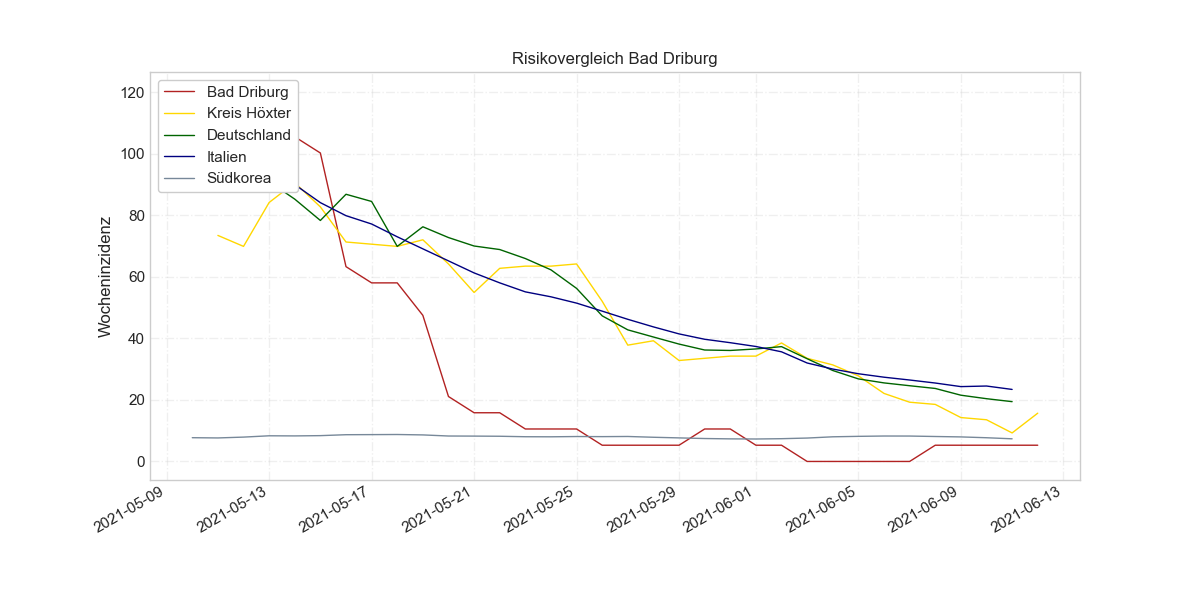 Risikovergleich Bad Driburg
Wocheninzidenz
120
100
80
60
40
20
0
Bad Driburg
Kreis Höxter
Deutschland
Italien
Südkorea
2021-05-09
2021-05-13
2021-05-17
2021-05-21
2021-05-25
2021-05-29
2021-06-01
2021-06-05
2021-06-09
2021-06-13